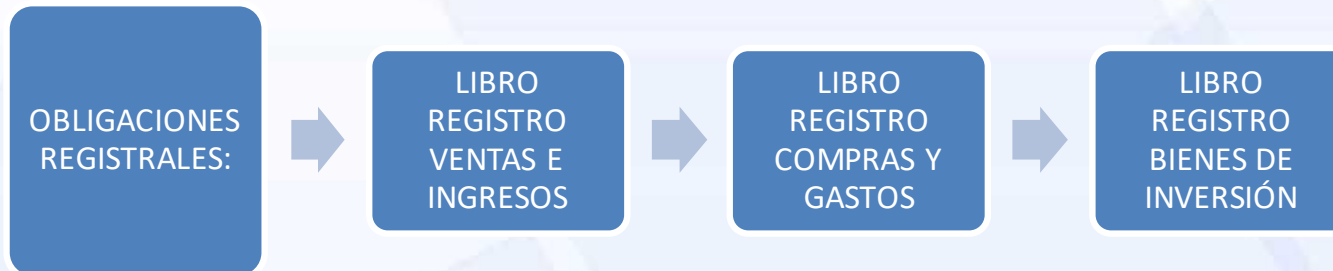 OBLIGACIONES
REGISTRALES:
LIBRO
REGISTRO
VENTAS E
INGRESOS
LIBRO
REGISTRO
COMPRAS Y
GASTOS
LIBRO
REGISTRO
BIENES DE
INVERSIÓN